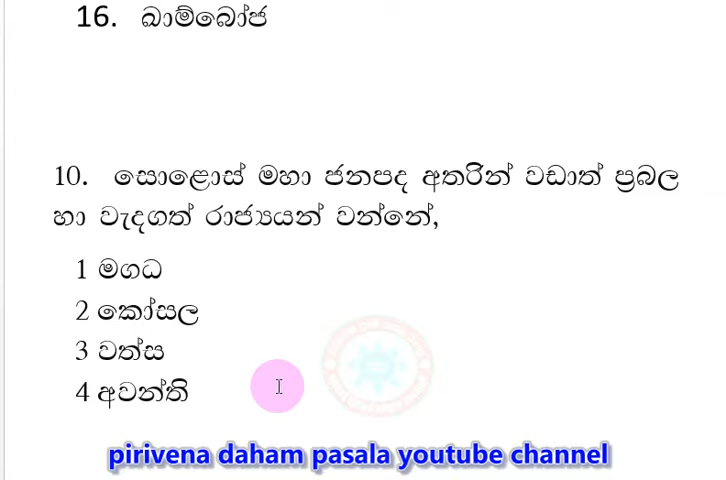 16. ඛාම්බෝජ
10. සොළොස් මහා ජනපද අතරින් වඩාත් ප්‍රබල
හා වැදගත් රාජ්‍යයන් වන්නේ,
1 මගධ
2 කෝසල
3 වත්ස
4 අවන්ති
pirivena daham pasala youtube channel